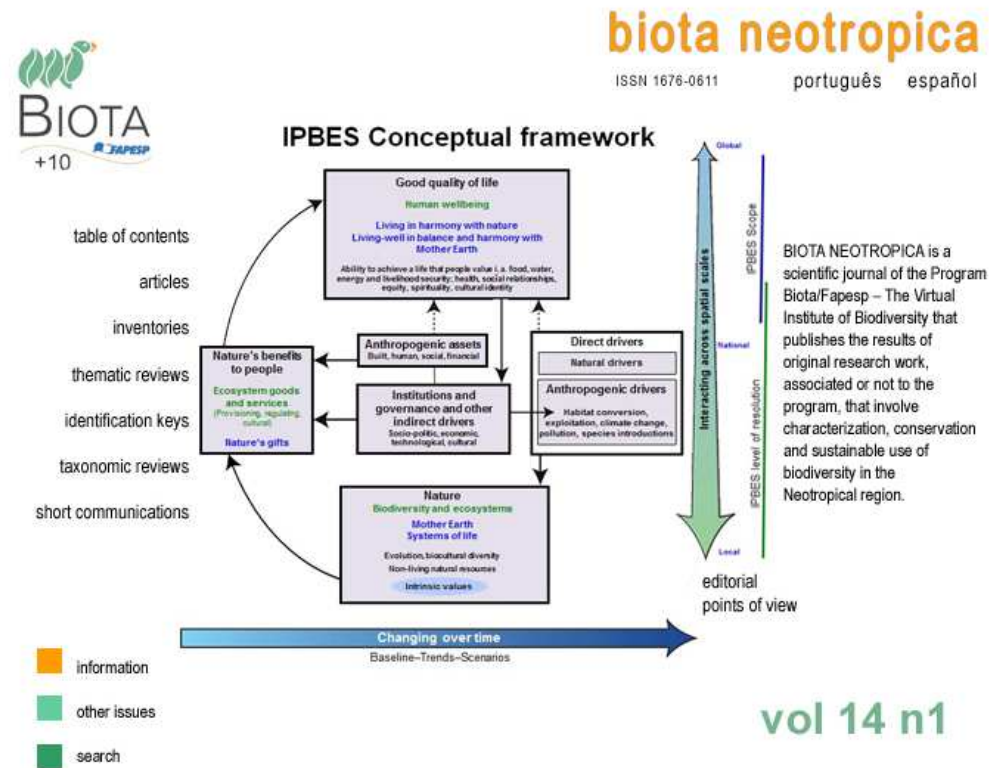 biota neotropica
ISSN 1676-0611
português español
BIOTA
+10
FAPESP
IPBES Conceptual framework
table of contents
articles
inventories
thematic reviews
identification keys
taxonomic reviews
short communications
Good quality of life
Human wellbeing
Living in harmony with nature
Living-well in balance and harmony with
Mother Earth
Ability to achieve a life that people value i. a. food, water,
energy and livelihood security; health, social relationships,
equity, spirituality, cultural identity
Anthropogenic assets
Built, human, social, financial
Nature's benefits
to people
Ecosystem goods
and services
(Provisioning, regulating,
cultural)
Nature's gifts
Institutions and
governance and other
indirect drivers
Socio-politic, economic,
technological, cultural
Direct drivers
Natural drivers
Anthropogenic drivers
Habitat conversion,
exploitation, climate change,
pollution, species introductions
Nature
Biodiversity and ecosystems
Mother Earth
Systems of life
Evolution, biocultural diversity
Non-living natural resources
Intrinsic values
Changing over time
Baseline–Trends–Scenarios
Global
National
Local
Interacting across spatial scales
IPBES Scope
IPBES level of resolution
BIOTA NEOTROPICA is a
scientific journal of the Program
Biota/Fapesp – The Virtual
Institute of Biodiversity that
publishes the results of
original research work,
associated or not to the
program, that involve
characterization, conservation
and sustainable use of
biodiversity in the
Neotropical region.
editorial
points of view
information
other issues
search
vol 14 n1